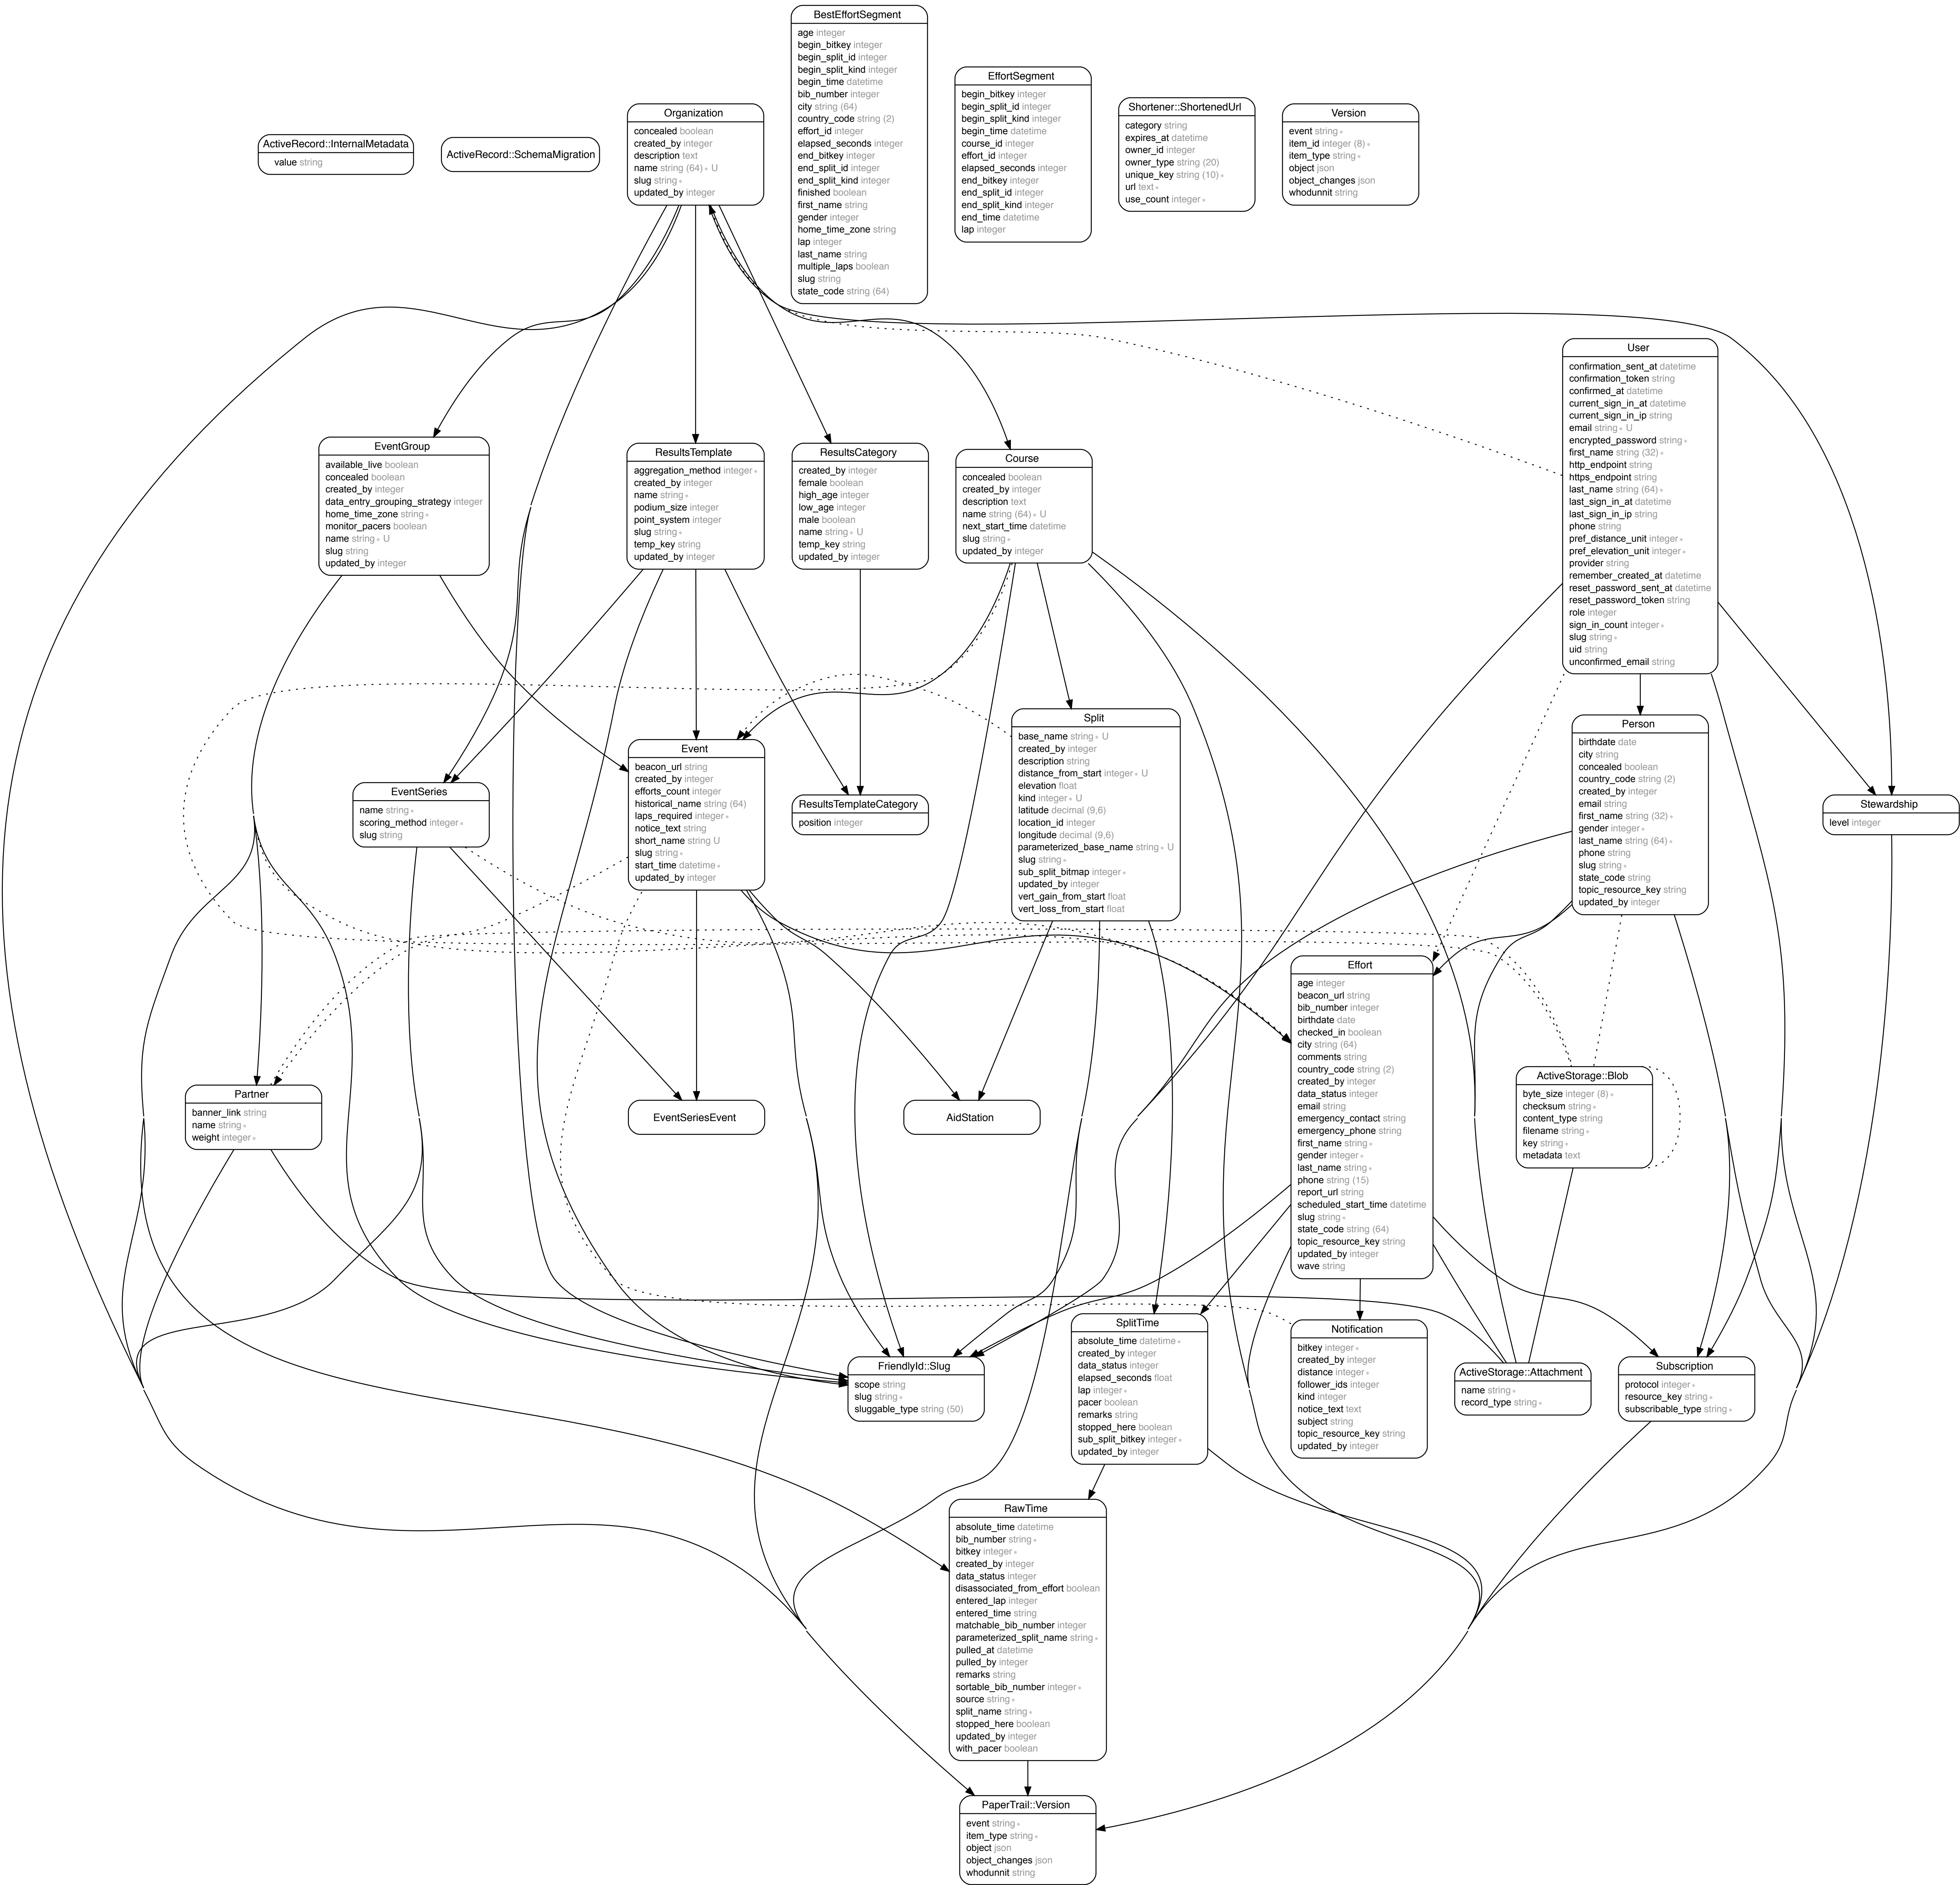 BestEffortSegment
age integer
begin_bitkey integer
begin_split_id integer
begin_split_kind integer
begin_time datetime
bib_number integer
city string (64)
country_code string (2)
effort_id integer
elapsed_seconds integer
end_bitkey integer
end_split_id integer
end_split_kind integer
finished boolean
first_name string
gender integer
home_time_zone string
lap integer
last_name string
multiple_laps boolean
slug string
state_code string (64)
EffortSegment
begin_bitkey integer
begin_split_id integer
begin_split_kind integer
begin_time datetime
course_id integer
effort_id integer
elapsed_seconds integer
end_bitkey integer
end_split_id integer
end_split_kind integer
end_time datetime
lap integer
Shortener::ShortenedUrl
category string
expires_at datetime
owner_id integer
owner_type string (20)
unique_key string (10) ∗
url text ∗
use_count integer ∗
Version
event string ∗
item_id integer (8) ∗
item_type string ∗
object json
object_changes json
whodunnit string
Organization
concealed boolean
created_by integer
description text
name string (64) ∗ U
slug string ∗
updated_by integer
ActiveRecord::InternalMetadata
value string
ActiveRecord::SchemaMigration
User
confirmation_sent_at datetime
confirmation_token string
confirmed_at datetime
current_sign_in_at datetime
current_sign_in_ip string
email string ∗ U
encrypted_password string ∗
first_name string (32) ∗
http_endpoint string
https_endpoint string
last_name string (64) ∗
last_sign_in_at datetime
last_sign_in_ip string
phone string
pref_distance_unit integer ∗
pref_elevation_unit integer ∗
provider string
remember_created_at datetime
reset_password_sent_at datetime
reset_password_token string
role integer
sign_in_count integer ∗
slug string ∗
uid string
unconfirmed_email string
EventGroup
available_live boolean
concealed boolean
created_by integer
data_entry_grouping_strategy integer
home_time_zone string ∗
monitor_pacers boolean
name string ∗ U
slug string
updated_by integer
ResultsTemplate
aggregation_method integer ∗
created_by integer
name string ∗
podium_size integer
point_system integer
slug string ∗
temp_key string
updated_by integer
ResultsCategory
created_by integer
female boolean
high_age integer
low_age integer
male boolean
name string ∗ U
temp_key string
updated_by integer
Course
concealed boolean
created_by integer
description text
name string (64) ∗ U
next_start_time datetime
slug string ∗
updated_by integer
Split
base_name string ∗ U
created_by integer
description string
distance_from_start integer ∗ U
elevation float
kind integer ∗ U
latitude decimal (9,6)
location_id integer
longitude decimal (9,6)
parameterized_base_name string ∗ U
slug string ∗
sub_split_bitmap integer ∗
updated_by integer
vert_gain_from_start float
vert_loss_from_start float
Person
birthdate date
city string
concealed boolean
country_code string (2)
created_by integer
email string
first_name string (32) ∗
gender integer ∗
last_name string (64) ∗
phone string
slug string ∗
state_code string
topic_resource_key string
updated_by integer
Event
beacon_url string
created_by integer
efforts_count integer
historical_name string (64)
laps_required integer ∗
notice_text string
short_name string U
slug string ∗
start_time datetime ∗
updated_by integer
EventSeries
name string ∗
scoring_method integer ∗
slug string
ResultsTemplateCategory
position integer
Stewardship
level integer
Effort
age integer
beacon_url string
bib_number integer
birthdate date
checked_in boolean
city string (64)
comments string
country_code string (2)
created_by integer
data_status integer
email string
emergency_contact string
emergency_phone string
first_name string ∗
gender integer ∗
last_name string ∗
phone string (15)
report_url string
scheduled_start_time datetime
slug string ∗
state_code string (64)
topic_resource_key string
updated_by integer
wave string
ActiveStorage::Blob
byte_size integer (8) ∗
checksum string ∗
content_type string
filename string ∗
key string ∗
metadata text
Partner
banner_link string
name string ∗
weight integer ∗
EventSeriesEvent
AidStation
SplitTime
absolute_time datetime ∗
created_by integer
data_status integer
elapsed_seconds float
lap integer ∗
pacer boolean
remarks string
stopped_here boolean
sub_split_bitkey integer ∗
updated_by integer
Notification
bitkey integer ∗
created_by integer
distance integer ∗
follower_ids integer
kind integer
notice_text text
subject string
topic_resource_key string
updated_by integer
FriendlyId::Slug
scope string
slug string ∗
sluggable_type string (50)
ActiveStorage::Attachment
name string ∗
record_type string ∗
Subscription
protocol integer ∗
resource_key string ∗
subscribable_type string ∗
RawTime
absolute_time datetime
bib_number string ∗
bitkey integer ∗
created_by integer
data_status integer
disassociated_from_effort boolean
entered_lap integer
entered_time string
matchable_bib_number integer
parameterized_split_name string ∗
pulled_at datetime
pulled_by integer
remarks string
sortable_bib_number integer ∗
source string ∗
split_name string ∗
stopped_here boolean
updated_by integer
with_pacer boolean
PaperTrail::Version
event string ∗
item_type string ∗
object json
object_changes json
whodunnit string